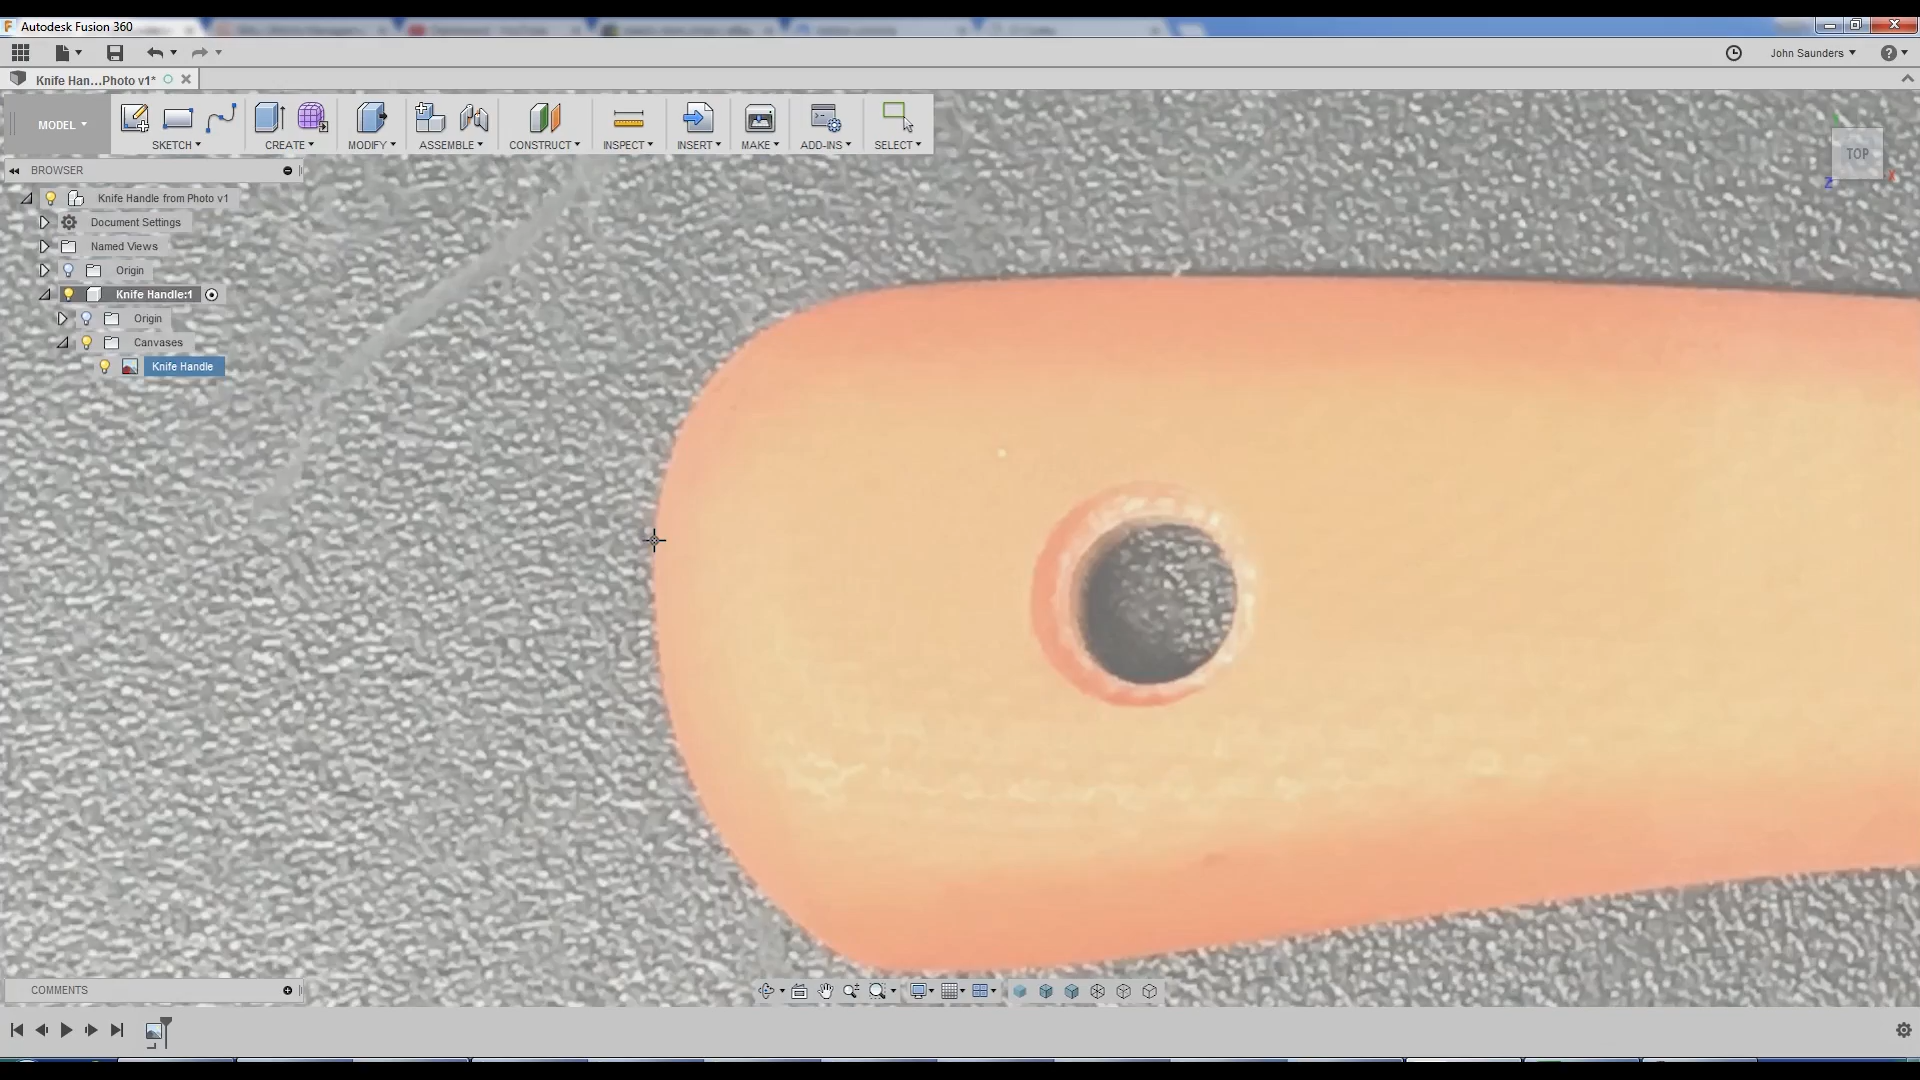 Autodesk Fusion 360
John Saunders
Knife Han...Photo v1*
MODEL
SKETCH
CREATE
MODIFY
ASSEMBLE
CONSTRUCT
INSPECT
INSERT
MAKE
ADD-INS
SELECT
TOP
Z
X
BROWSER
Knife Handle from Photo v1
Document Settings
Named Views
Origin
Knife Handle:1
Origin
Canvases
Knife Handle
COMMENTS